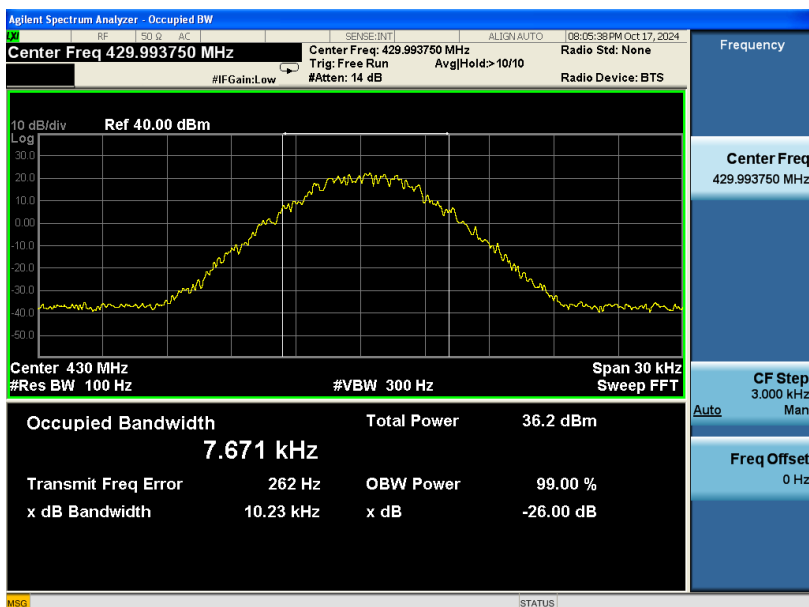 Agilent Spectrum Analyzer - Occupied BW
LXI RF 50 Ω AC SENSE:INT ALIGN AUTO 08:05:38 PM Oct 17, 2024
Center Freq 429.993750 MHz
Center Freq: 429.993750 MHz
Radio Std: None
Trig: Free Run Avg|Hold:>10/10
#IFGain:Low #Atten: 14 dB Radio Device: BTS
10 dB/div Ref 40.00 dBm
Log
30.0
20.0
10.0
0.00
-10.0
-20.0
-30.0
-40.0
-50.0
Center 430 MHz Span 30 kHz
#Res BW 100 Hz #VBW 300 Hz Sweep FFT
Occupied Bandwidth Total Power 36.2 dBm
7.671 kHz
Transmit Freq Error 262 Hz OBW Power 99.00 %
x dB Bandwidth 10.23 kHz x dB -26.00 dB
MSG STATUS
Frequency
Center Freq
429.993750 MHz
CF Step
3.000 kHz
Auto Man
Freq Offset
0 Hz